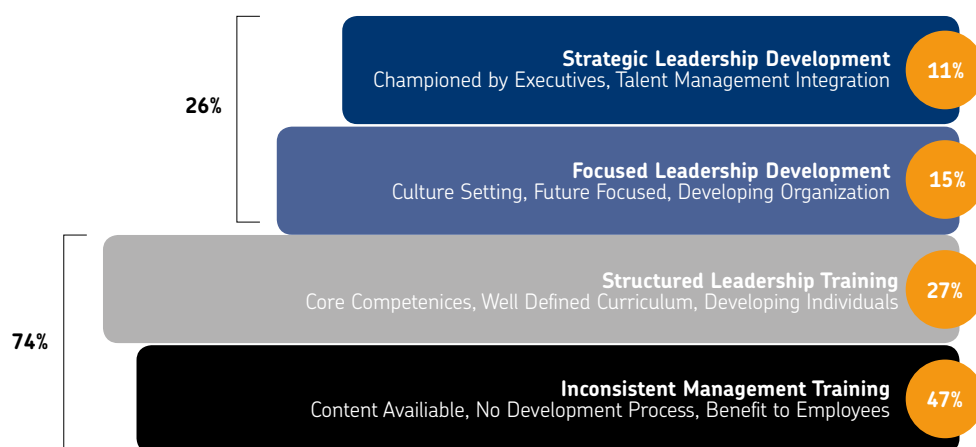 Strategic Leadership Development
Championed by Executives, Talent Management Integration
11%
26%
Focused Leadership Development
Culture Setting, Future Focused, Developing Organization
15%
Structured Leadership Training
Core Competenices, Well Defined Curriculum, Developing Individuals
27%
74%
Inconsistent Management Training
Content Availiable, No Development Process, Benefit to Employees
47%